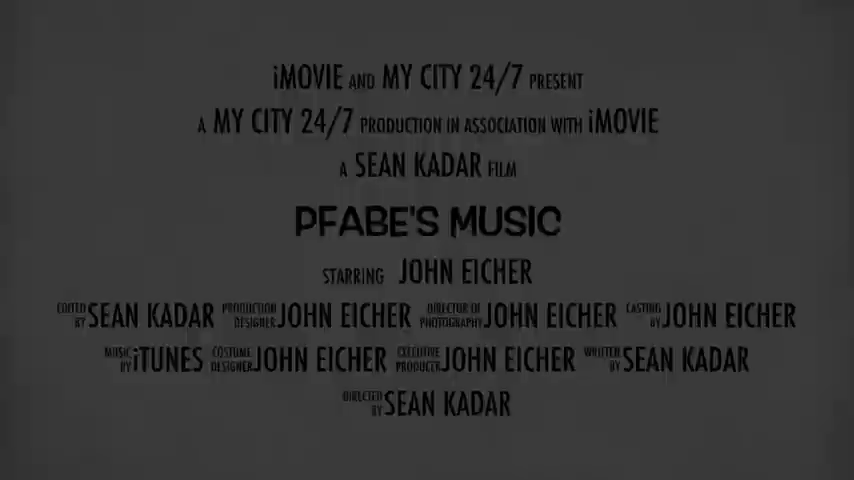 iMOVIE AND MY CITY 24/7 PRESENT
A MY CITY 24/7 PRODUCTION IN ASSOCIATION WITH iMOVIE
A SEAN KADAR FILM
PFABE'S MUSIC
STARRING JOHN EICHER
EDITED BY SEAN KADAR PRODUCTION DESIGNER JOHN EICHER DIRECTOR OF PHOTOGRAPHY JOHN EICHER CASTING BY JOHN EICHER
MUSIC BY iTUNES COSTUME DESIGNER JOHN EICHER EXECUTIVE PRODUCER JOHN EICHER WRITTEN BY SEAN KADAR
DIRECTED BY SEAN KADAR